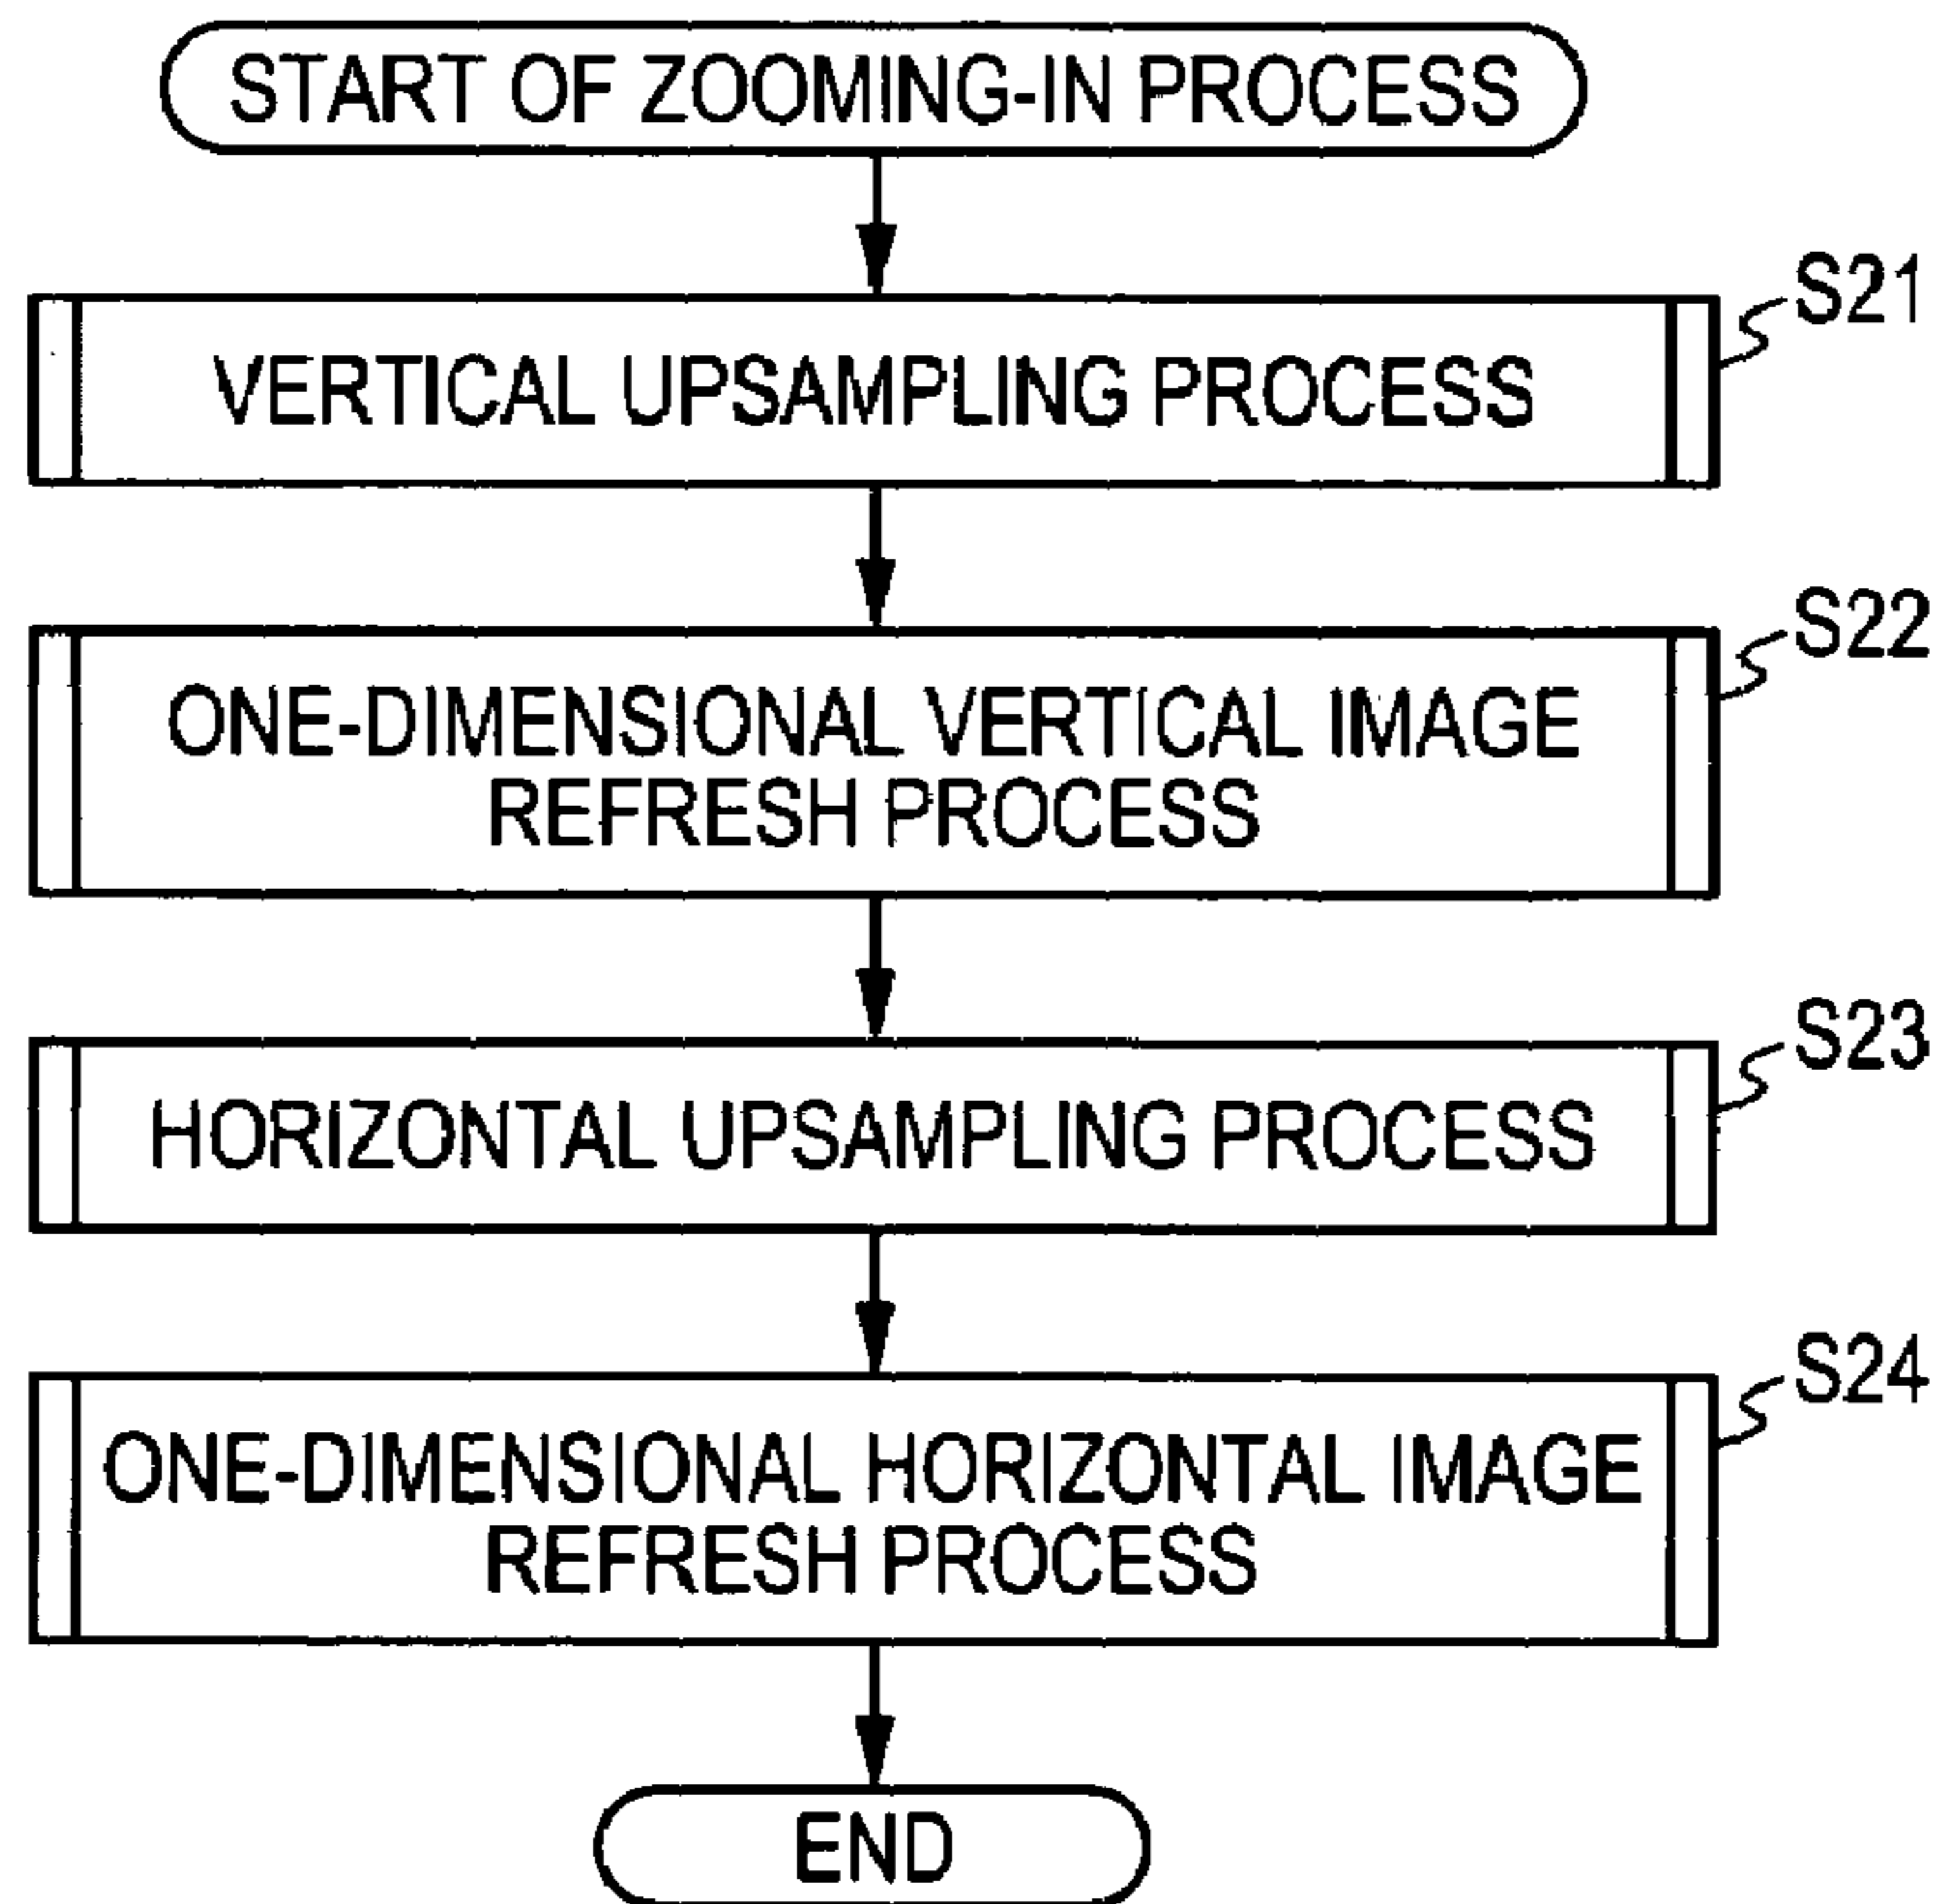 START OF ZOOMING-IN PROCESS
S21
VERTICAL UPSAMPLING PROCESS
S22
ONE-DIMENSIONAL VERTICAL IMAGE
REFRESH PROCESS
S23
HORIZONTAL UPSAMPLING PROCESS
S24
ONE-DIMENSIONAL HORIZONTAL IMAGE
REFRESH PROCESS
END